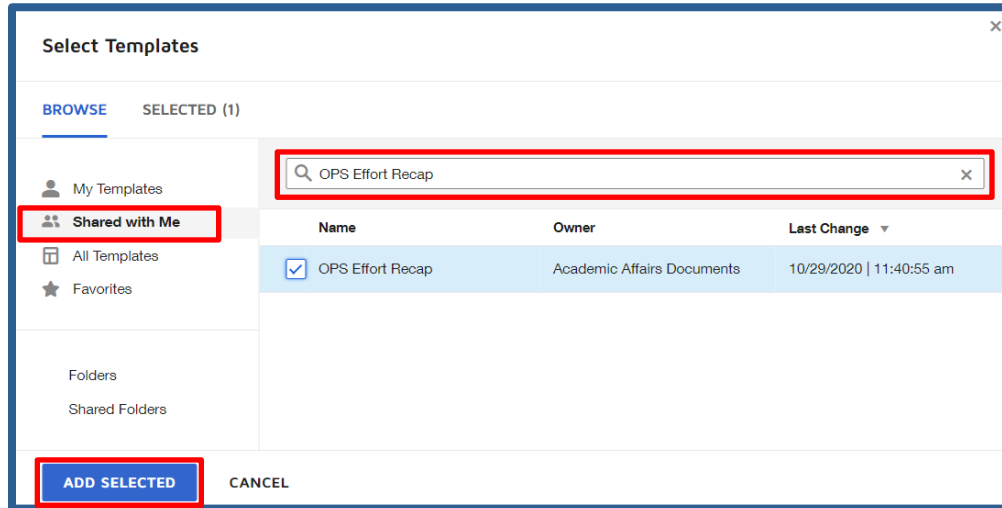 Select Templates
BROWSE SELECTED (1)
My Templates
Shared with Me
All Templates
Favorites
Folders
Shared Folders
OPS Effort Recap
Name Owner Last Change
OPS Effort Recap Academic Affairs Documents 10/29/2020 | 11:40:55 am
ADD SELECTED CANCEL